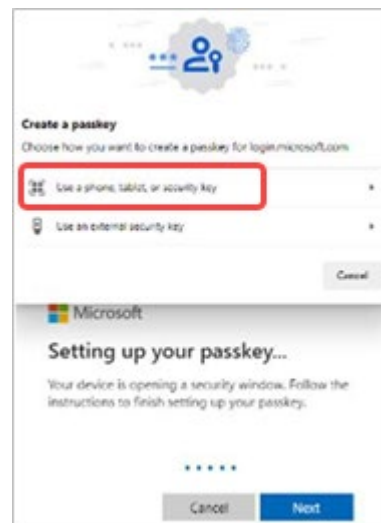 Create a passkey
Choose how you want to create a passkey for login.microsoft.com
Use a phone, tablet, or security key
Use an external security key
Cancel
Microsoft
Setting up your passkey...
Your device is opening a security window. Follow the
instructions to finish setting up your passkey.
Cancel
Next